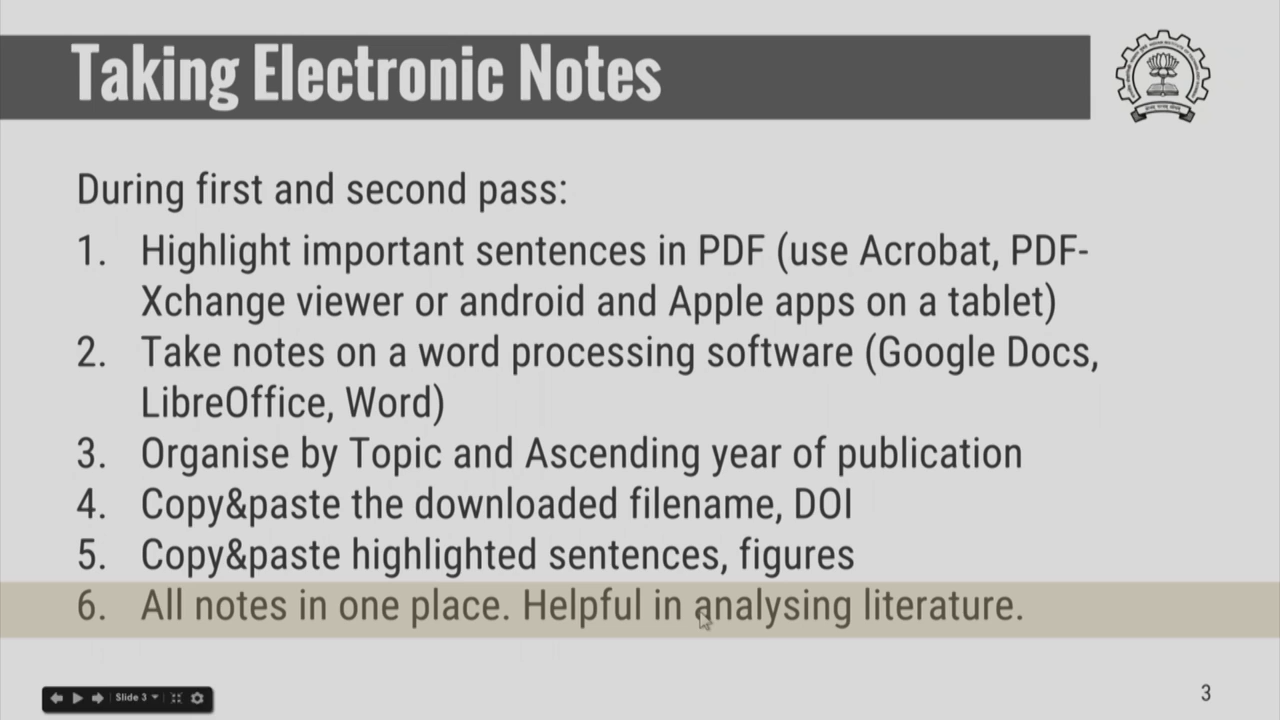 Taking Electronic Notes
During first and second pass:
1. Highlight important sentences in PDF (use Acrobat, PDF-
Xchange viewer or android and Apple apps on a tablet)
2. Take notes on a word processing software (Google Docs,
LibreOffice, Word)
3. Organise by Topic and Ascending year of publication
4. Copy&paste the downloaded filename, DOI
5. Copy&paste highlighted sentences, figures
6. All notes in one place. Helpful in analysing literature.
Slide 3
3